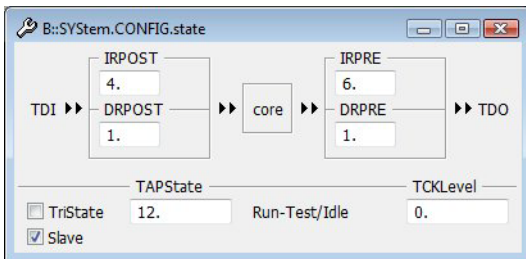 B::SYStem.CONFIG.state
IRPOST IRPRE
4. 6.
TDI DRPOST core DRPRE TDO
1. 1.
TAPState TCKLevel
TriState 12. Run-Test/Idle 0.
Slave